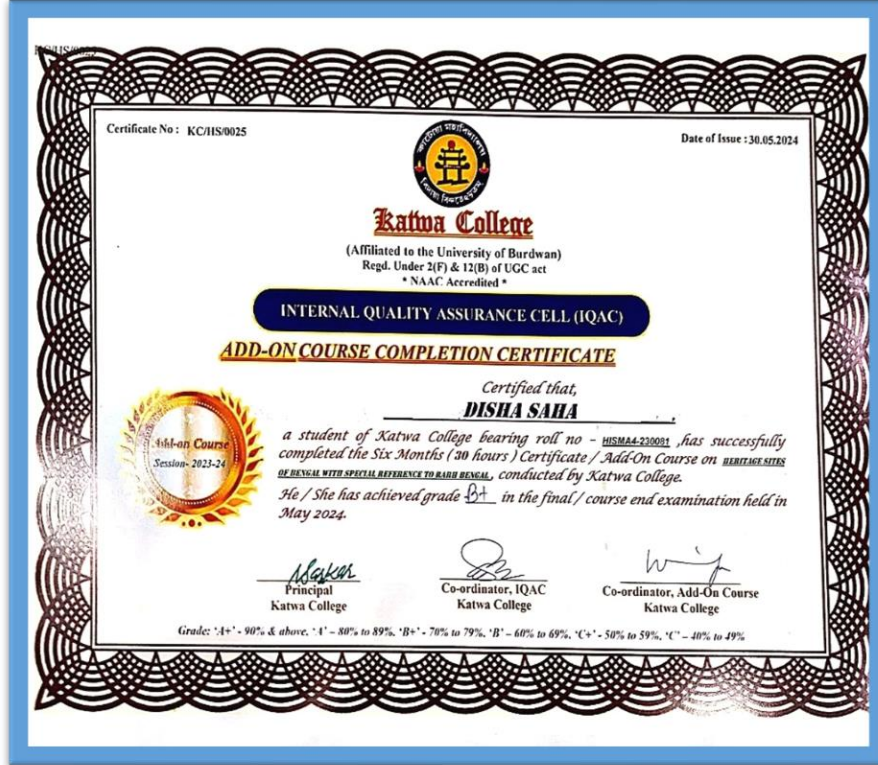 KC/HS/0025
Certificate No : KC/HS/0025
Date of Issue : 30.05.2024
কাটোয়া মহাবিদ্যালয়
Katwa College
(Affiliated to the University of Burdwan)
Regd. Under 2(F) & 12(B) of UGC act
* NAAC Accredited *
INTERNAL QUALITY ASSURANCE CELL (IQAC)
ADD-ON COURSE COMPLETION CERTIFICATE
Certified that,
DISHA SAHA
a student of Katwa College bearing roll no - HISMA4-230081 ,has successfully
completed the Six Months ( 30 hours ) Certificate / Add-On Course on HERITAGE SITES
OF BENGAL WITH SPECIAL REFERENCE TO RARH BENGAL, conducted by Katwa College.
He / She has achieved grade B+ in the final / course end examination held in
May 2024.
Add-on Course
Session- 2023-24
NSarkar
Principal
Katwa College
Co-ordinator, IQAC
Katwa College
Co-ordinator, Add-On Course
Katwa College
Grade: 'A+' - 90% & above, 'A' – 80% to 89%, 'B+' - 70% to 79%, 'B' – 60% to 69%, 'C+' - 50% to 59%, 'C' – 40% to 49%